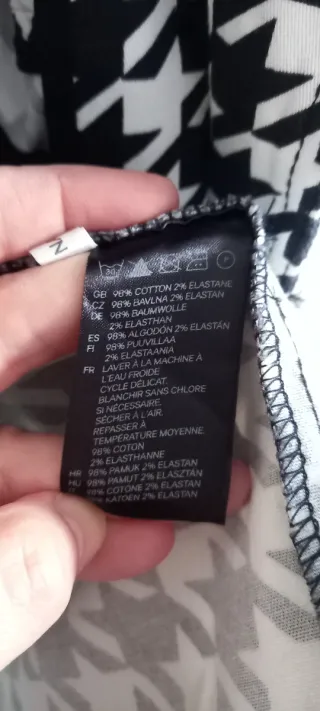 Z
GB 98% COTTON 2% ELASTANE
CZ 98% BAVLNA 2% ELASTAN
DE 98% BAUMWOLLE
2% ELASTHAN
ES 98% ALGODÓN 2% ELASTÁN
FI 98% PUUVILLAA
2% ELASTAANIA
FR LAVER À LA MACHINE À
L'EAU FROIDE
CYCLE DÉLICAT.
BLANCHIR SANS CHLORE
SI NÉCESSAIRE.
SÉCHER À L'AIR.
REPASSER À
TEMPÉRATURE MOYENNE.
98% COTON
2% ÉLASTHANNE
HR 98% PAMUK 2% ELASTAN
HU 98% PAMUT 2% ELASZTÁN
98% COTONE 2% ELASTAN
KATOEN 2% ELASTAN